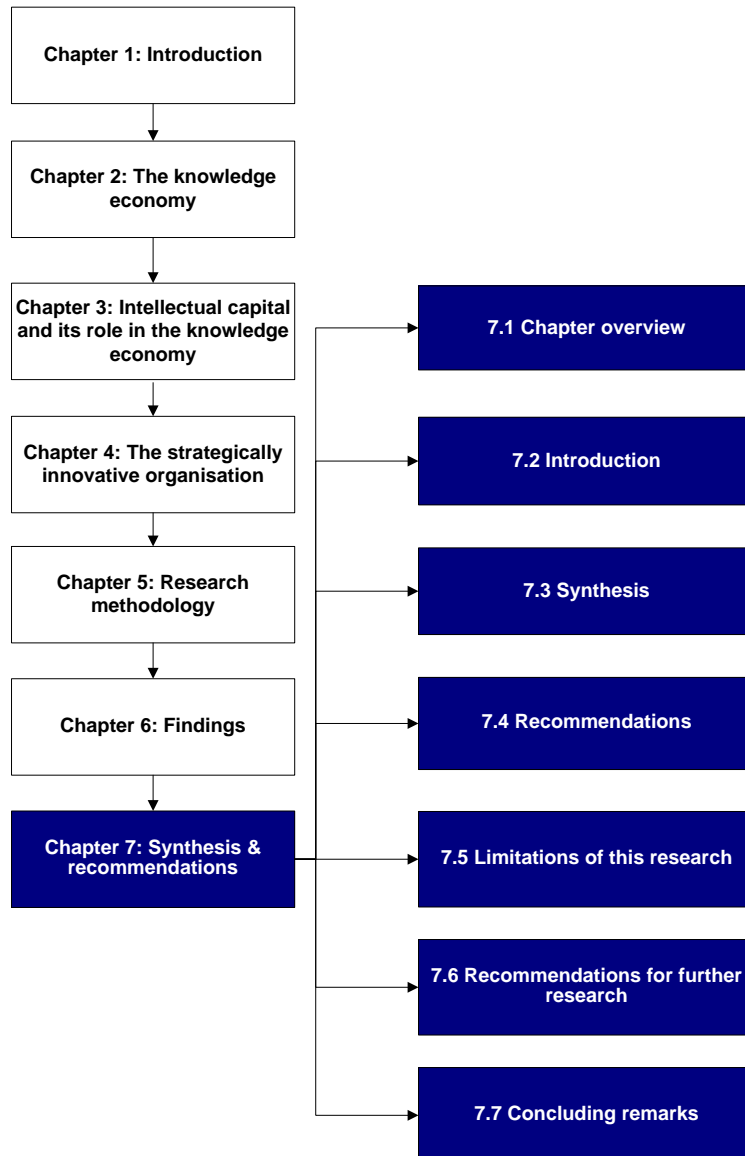 Chapter 1: Introduction
Chapter 2: The knowledge
economy
Chapter 3: Intellectual capital
and its role in the knowledge
economy
Chapter 4: The strategically
innovative organisation
Chapter 5: Research
methodology
Chapter 6: Findings
Chapter 7: Synthesis &
recommendations
7.1 Chapter overview
7.2 Introduction
7.3 Synthesis
7.4 Recommendations
7.5 Limitations of this research
7.6 Recommendations for further
research
7.7 Concluding remarks